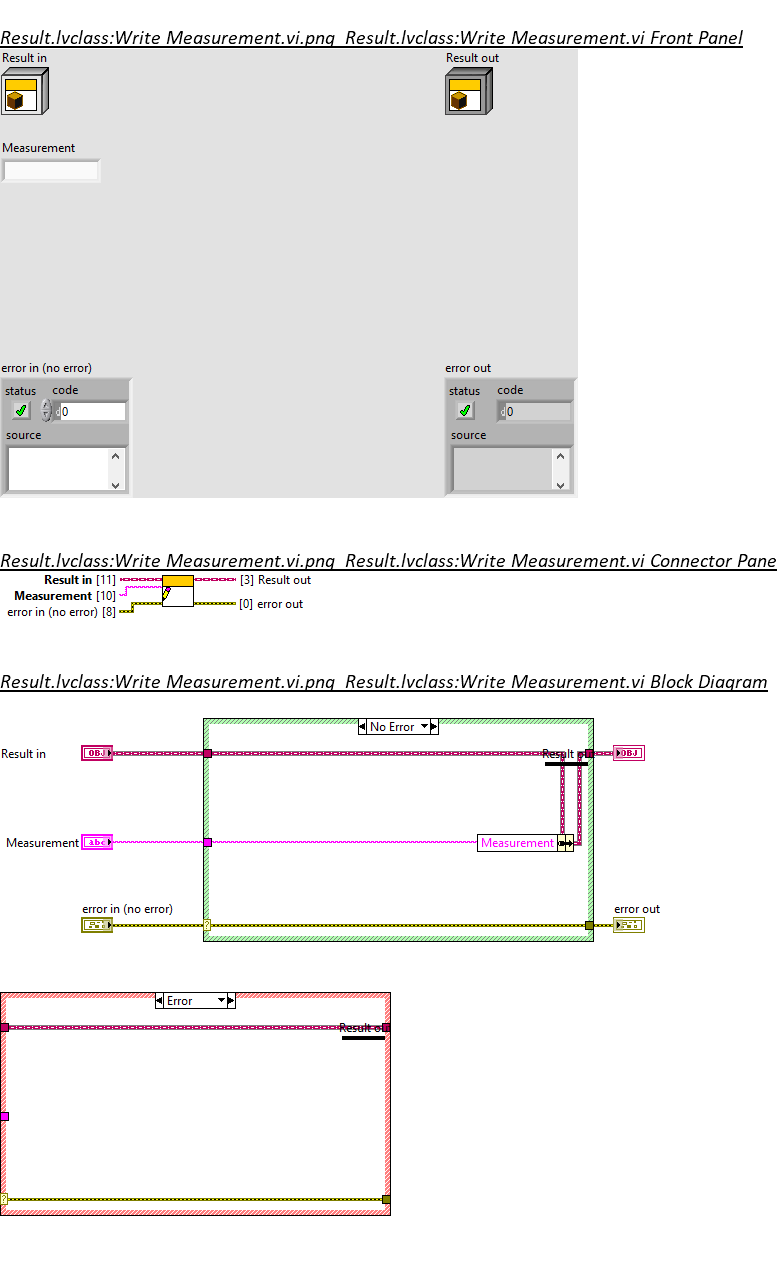 Result.lvclass:Write Measurement.vi.png Result.lvclass:Write Measurement.vi Front Panel
Result in
Result out
Measurement
error in (no error)
error out
status code
status code
d 0
d 0
source
source
Result.lvclass:Write Measurement.vi.png Result.lvclass:Write Measurement.vi Connector Pane
Result in [11]
[3] Result out
Measurement [10]
error in (no error) [8]
[0] error out
Result.lvclass:Write Measurement.vi.png Result.lvclass:Write Measurement.vi Block Diagram
No Error
Result in
OBJ
Result
OBJ
Measurement
abc
Measurement
error in (no error)
error out
?
Error
Result
?